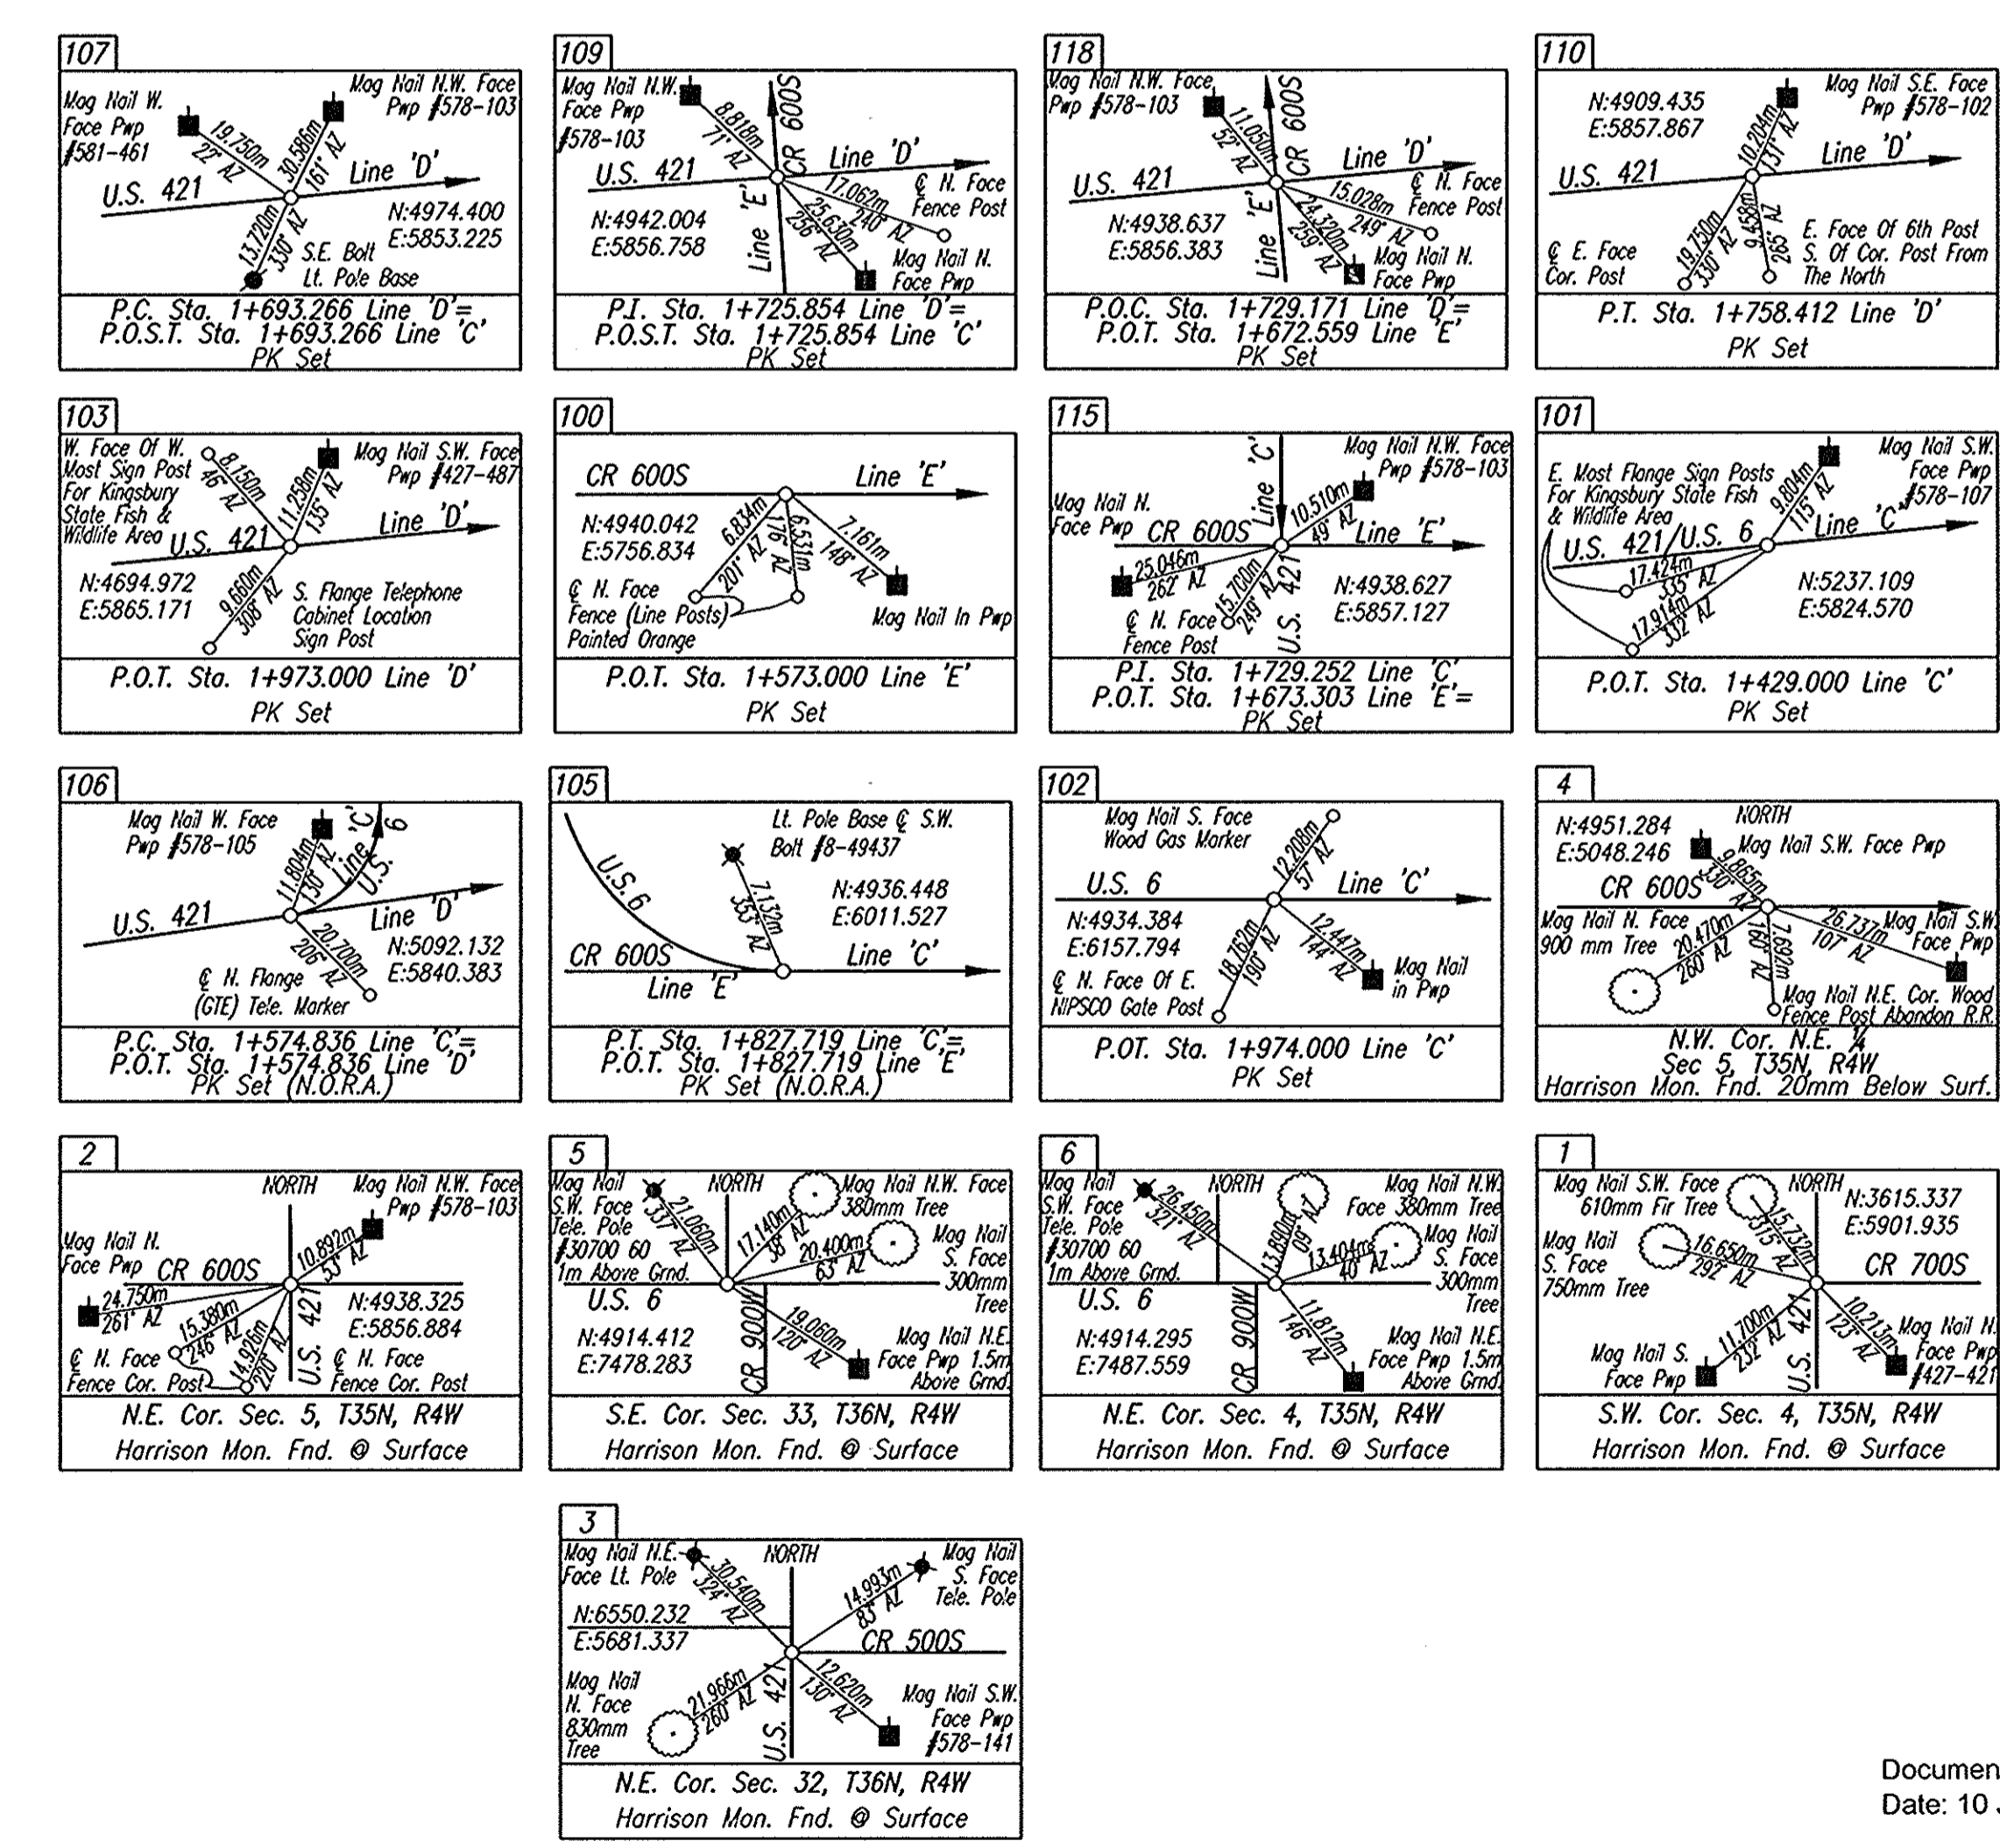 107
Mag Nail W.
Face Pwp
#581-461
Mag Nail N.W. Face
Pwp #578-103
19.750m
22° AZ
30.586m
161° AZ
Line 'D'
U.S. 421
N:4974.400
E:5853.225
13.720m
330° AZ
S.E. Bolt
Lt. Pole Base
P.C. Sta. 1+693.266 Line 'D'=
P.O.S.T. Sta. 1+693.266 Line 'C'
PK Set
109
Mag Nail N.W.
Face Pwp
#578-103
8.818m
71° AZ
CR 600S
Line 'D'
U.S. 421
Line 'E'
N:4942.004
E:5856.758
17.062m
240° AZ
25.630m
256° AZ
℄ N. Face
Fence Post
Mag Nail N.
Face Pwp
P.I. Sta. 1+725.854 Line 'D'=
P.O.S.T. Sta. 1+725.854 Line 'C'
PK Set
118
Mag Nail N.W. Face
Pwp #578-103
11.050m
52° AZ
CR 600S
Line 'D'
U.S. 421
Line 'E'
N:4938.637
E:5856.383
15.028m
249° AZ
24.320m
259° AZ
℄ N. Face
Fence Post
Mag Nail N.
Face Pwp
P.O.C. Sta. 1+729.171 Line 'D'=
P.O.T. Sta. 1+672.559 Line 'E'
PK Set
110
N:4909.435
E:5857.867
Mag Nail S.E. Face
Pwp #578-102
10.204m
131° AZ
Line 'D'
U.S. 421
19.750m
330° AZ
9.458m
265° AZ
℄ E. Face
Cor. Post
E. Face Of 6th Post
S. Of Cor. Post From
The North
P.T. Sta. 1+758.412 Line 'D'
PK Set
103
W. Face Of W.
Most Sign Post
For Kingsbury
State Fish &
Wildlife Area
8.150m
46° AZ
11.258m
135° AZ
Mag Nail S.W. Face
Pwp #427-487
Line 'D'
U.S. 421
N:4694.972
E:5865.171
9.660m
308° AZ
S. Flange Telephone
Cabinet Location
Sign Post
P.O.T. Sta. 1+973.000 Line 'D'
PK Set
100
CR 600S
Line 'E'
N:4940.042
E:5756.834
6.834m
201° AZ
6.531m
176° AZ
7.161m
148° AZ
℄ N. Face
Fence (Line Posts)
Painted Orange
Mag Nail In Pwp
P.O.T. Sta. 1+573.000 Line 'E'
PK Set
115
Line 'C'
Mag Nail N.W. Face
Pwp #578-103
10.510m
49° AZ
Mag Nail N.
Face Pwp
CR 600S
Line 'E'
25.046m
262° AZ
15.700m
249° AZ
U.S. 421
N:4938.627
E:5857.127
℄ N. Face
Fence Post
P.I. Sta. 1+729.252 Line 'C'
P.O.T. Sta. 1+673.303 Line 'E'=
PK Set
101
E. Most Flange Sign Posts
For Kingsbury State Fish
& Wildlife Area
Mag Nail S.W.
Face Pwp
#578-107
9.804m
115° AZ
Line 'C'
U.S. 421/U.S. 6
17.424m
335° AZ
17.914m
332° AZ
N:5237.109
E:5824.570
P.O.T. Sta. 1+429.000 Line 'C'
PK Set
106
Mag Nail W. Face
Pwp #578-105
11.804m
130° AZ
Line 'C'
U.S. 6
U.S. 421
Line 'D'
20.700m
206° AZ
N:5092.132
E:5840.383
℄ N. Flange
(GTE) Tele. Marker
P.C. Sta. 1+574.836 Line 'C'=
P.O.T. Sta. 1+574.836 Line 'D'
PK Set (N.O.R.A.)
105
Lt. Pole Base ℄ S.W.
Bolt #8-49437
U.S. 6
7.132m
353° AZ
N:4936.448
E:6011.527
CR 600S
Line 'C'
Line 'E'
P.T. Sta. 1+827.719 Line 'C'=
P.O.T. Sta. 1+827.719 Line 'E'
PK Set (N.O.R.A.)
102
Mag Nail S. Face
Wood Gas Marker
12.208m
57° AZ
U.S. 6
Line 'C'
N:4934.384
E:6157.794
18.762m
190° AZ
12.447m
144° AZ
℄ N. Face Of E.
NIPSCO Gate Post
Mag Nail
in Pwp
P.OT. Sta. 1+974.000 Line 'C'
PK Set
4
N:4951.284
E:5048.246
NORTH
Mag Nail S.W. Face Pwp
9.865m
330° AZ
CR 600S
Mag Nail N. Face
900 mm Tree
20.470m
260° AZ
7.692m
160° AZ
26.737m
107° AZ
Mag Nail S.W.
Face Pwp
Mag Nail N.E. Cor. Wood
Fence Post Abandon R.R.
N.W. Cor. N.E. ¼
Sec 5, T35N, R4W
Harrison Mon. Fnd. 20mm Below Surf.
2
NORTH
Mag Nail N.W. Face
Pwp #578-103
10.892m
53° AZ
Mag Nail N.
Face Pwp
CR 600S
24.750m
261° AZ
15.380m
246° AZ
14.926m
220° AZ
U.S. 421
N:4938.325
E:5856.884
℄ N. Face
Fence Cor. Post
℄ N. Face
Fence Cor. Post
N.E. Cor. Sec. 5, T35N, R4W
Harrison Mon. Fnd. @ Surface
5
Mag Nail
S.W. Face
Tele. Pole
#30700 60
1m Above Grnd.
21.060m
337° AZ
NORTH
17.140m
38° AZ
Mag Nail N.W. Face
380mm Tree
20.400m
63° AZ
Mag Nail
S. Face
300mm
Tree
U.S. 6
CR 900W
N:4914.412
E:7478.283
19.060m
120° AZ
Mag Nail N.E.
Face Pwp 1.5m
Above Grnd.
S.E. Cor. Sec. 33, T36N, R4W
Harrison Mon. Fnd. @ Surface
6
Mag Nail
S.W. Face
Tele. Pole
#30700 60
1m Above Grnd.
26.450m
321° AZ
NORTH
13.890m
09° AZ
Mag Nail N.W.
Face 380mm Tree
13.404m
40° AZ
Mag Nail
S. Face
300mm
Tree
U.S. 6
CR 900W
N:4914.295
E:7487.559
11.812m
146° AZ
Mag Nail N.E.
Face Pwp 1.5m
Above Grnd.
N.E. Cor. Sec. 4, T35N, R4W
Harrison Mon. Fnd. @ Surface
1
Mag Nail S.W. Face
610mm Fir Tree
NORTH
N:3615.337
E:5901.935
15.732m
315° AZ
Mag Nail
S. Face
750mm Tree
16.650m
292° AZ
CR 700S
11.700m
232° AZ
U.S. 421
10.213m
123° AZ
Mag Nail S.
Face Pwp
Mag Nail N.
Face Pwp
#427-421
S.W. Cor. Sec. 4, T35N, R4W
Harrison Mon. Fnd. @ Surface
3
Mag Nail N.E.
Face Lt. Pole
30.540m
324° AZ
NORTH
14.993m
83° AZ
Mag Nail
S. Face
Tele. Pole
N:6550.232
E:5681.337
CR 500S
Mag Nail
N. Face
830mm
Tree
21.966m
260° AZ
U.S. 421
12.620m
130° AZ
Mag Nail S.W.
Face Pwp
#578-141
N.E. Cor. Sec. 32, T36N, R4W
Harrison Mon. Fnd. @ Surface
Documen
Date: 10